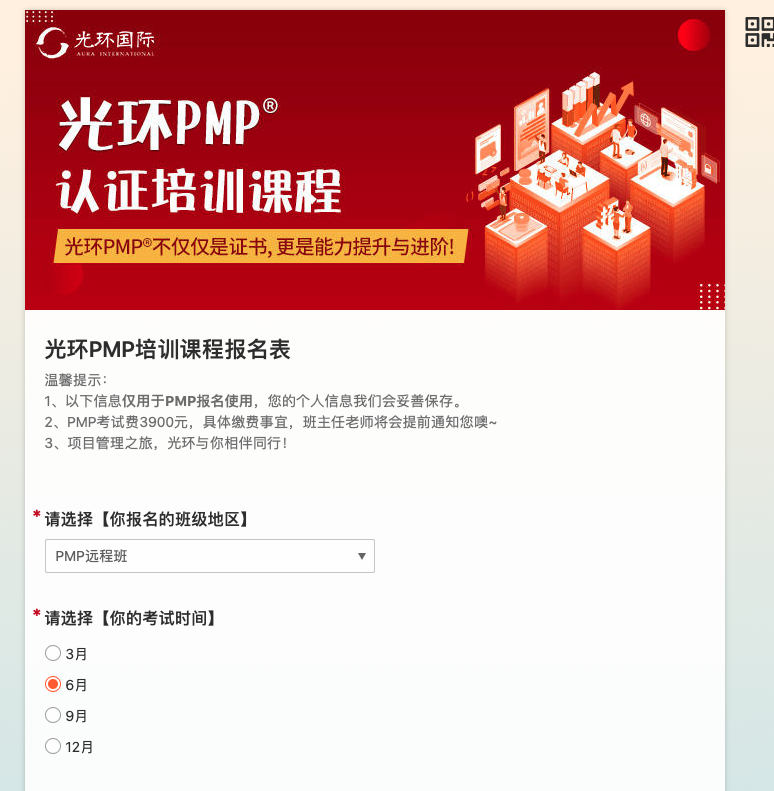 光环国际
AURA INTERNATIONAL
光环PMP®
认证培训课程
光环PMP®不仅仅是证书, 更是能力提升与进阶!
光环PMP培训课程报名表
温馨提示：
1、以下信息仅用于PMP报名使用，您的个人信息我们会妥善保存。
2、PMP考试费3900元，具体缴费事宜，班主任老师将会提前通知您噢~
3、项目管理之旅，光环与你相伴同行！
* 请选择【你报名的班级地区】
PMP远程班
* 请选择【你的考试时间】
3月
6月
9月
12月